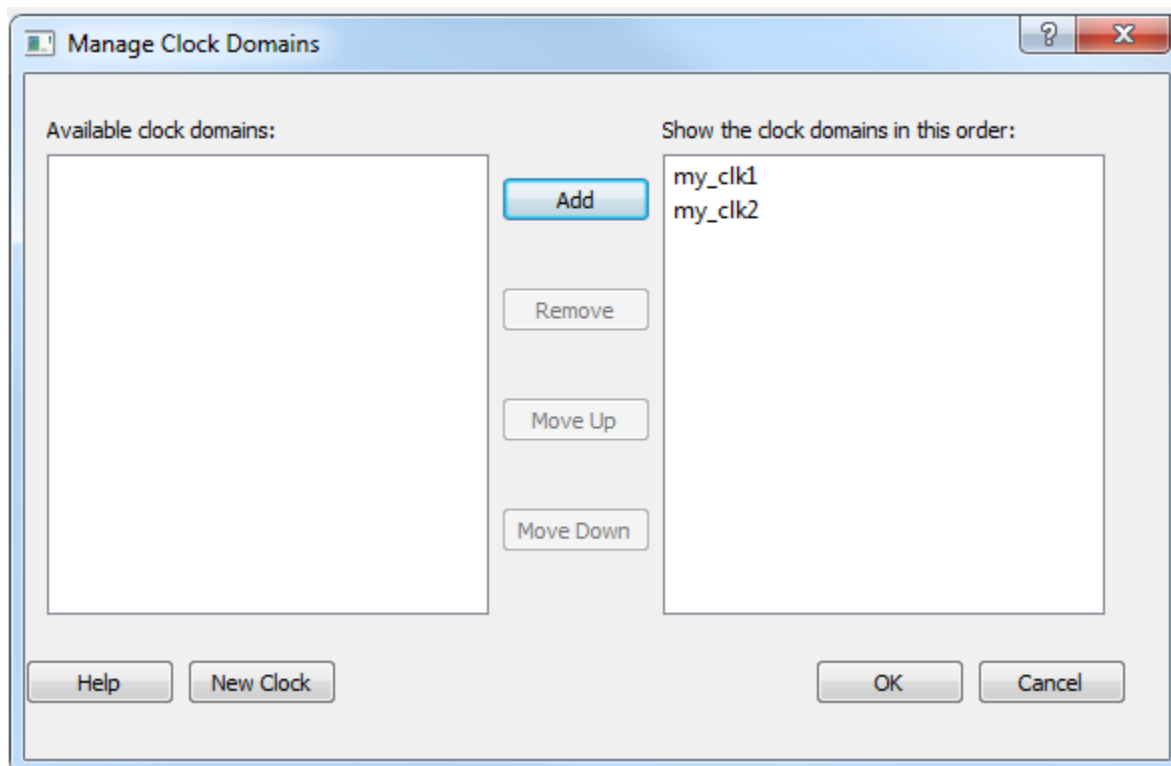 Manage Clock Domains
?
X
Available clock domains:
Show the clock domains in this order:
my_clk1
my_clk2
Add
Remove
Move Up
Move Down
Help
New Clock
OK
Cancel